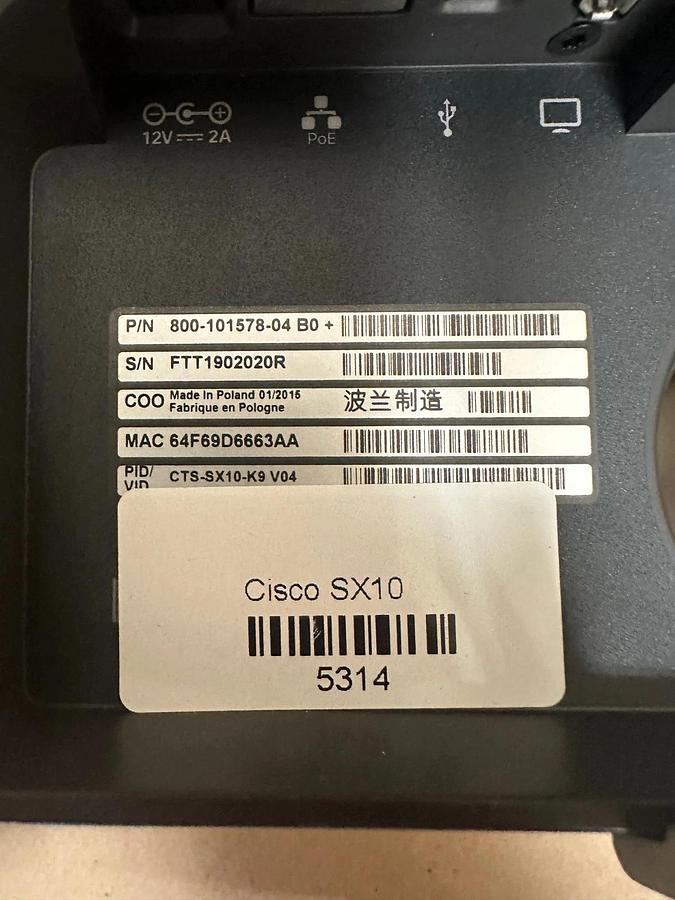 12V 2A
PoE
P/N 800-101578-04 B0 +
S/N FTT1902020R
COO Made In Poland 01/2015
Fabrique en Pologne
波兰制造
MAC 64F69D6663AA
PID/
VID CTS-SX10-K9 V04
Cisco SX10
5314